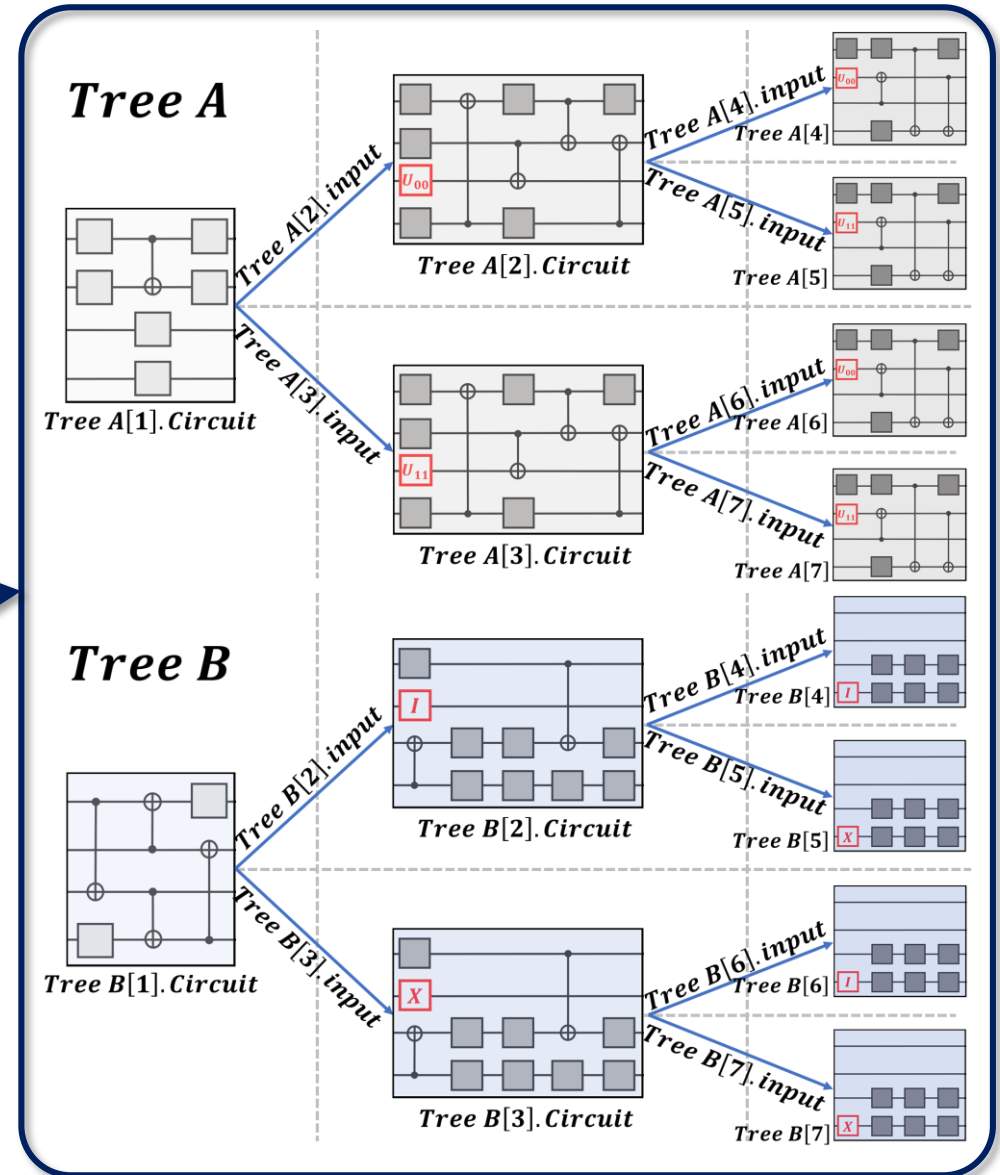 Tree A
Tree A[1].Circuit
Tree A[2].input
Tree A[3].input
U₀₀
Tree A[2].Circuit
U₁₁
Tree A[3].Circuit
Tree A[4].input
Tree A[5].input
U₀₀
Tree A[4]
U₁₁
Tree A[5]
Tree A[6].input
Tree A[7].input
U₀₀
Tree A[6]
U₁₁
Tree A[7]
Tree B
Tree B[1].Circuit
Tree B[2].input
Tree B[3].input
I
Tree B[2].Circuit
X
Tree B[3].Circuit
Tree B[4].input
Tree B[5].input
I
Tree B[4]
X
Tree B[5]
Tree B[6].input
Tree B[7].input
I
Tree B[6]
X
Tree B[7]